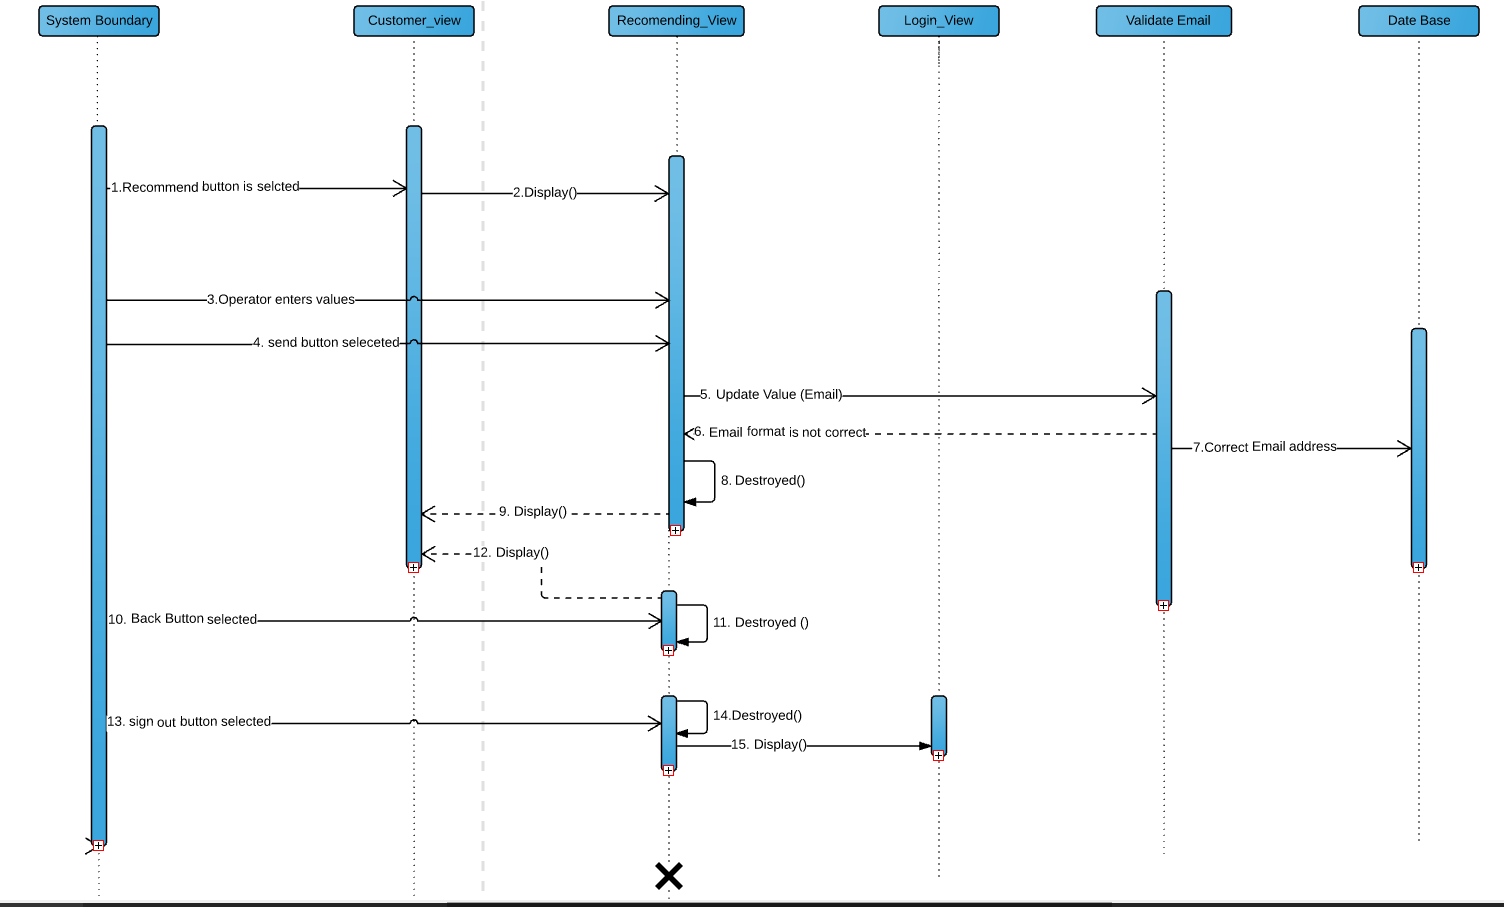 System Boundary
Customer_view
Recomending_View
Login_View
Validate Email
Date Base
1.Recommend button is selcted
2.Display()
3.Operator enters values
4. send button seleceted
5. Update Value (Email)
6. Email format is not correct
7.Correct Email address
8. Destroyed()
9. Display()
12. Display()
10. Back Button selected
11. Destroyed ()
13. sign out button selected
14.Destroyed()
15. Display()